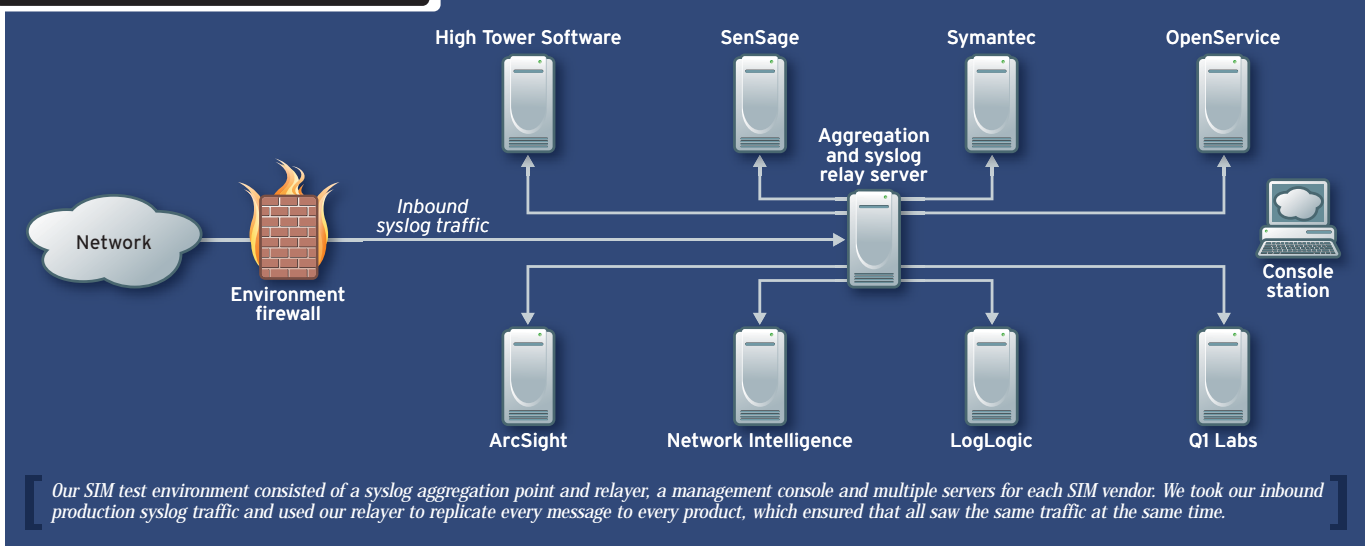 High Tower Software
SenSage
Symantec
OpenService
Aggregation
and syslog
relay server
Inbound
syslog traffic
Network
Environment
firewall
Console
station
ArcSight
Network Intelligence
LogLogic
Q1 Labs
[ Our SIM test environment consisted of a syslog aggregation point and relayer, a management console and multiple servers for each SIM vendor. We took our inbound
production syslog traffic and used our relayer to replicate every message to every product, which ensured that all saw the same traffic at the same time. ]